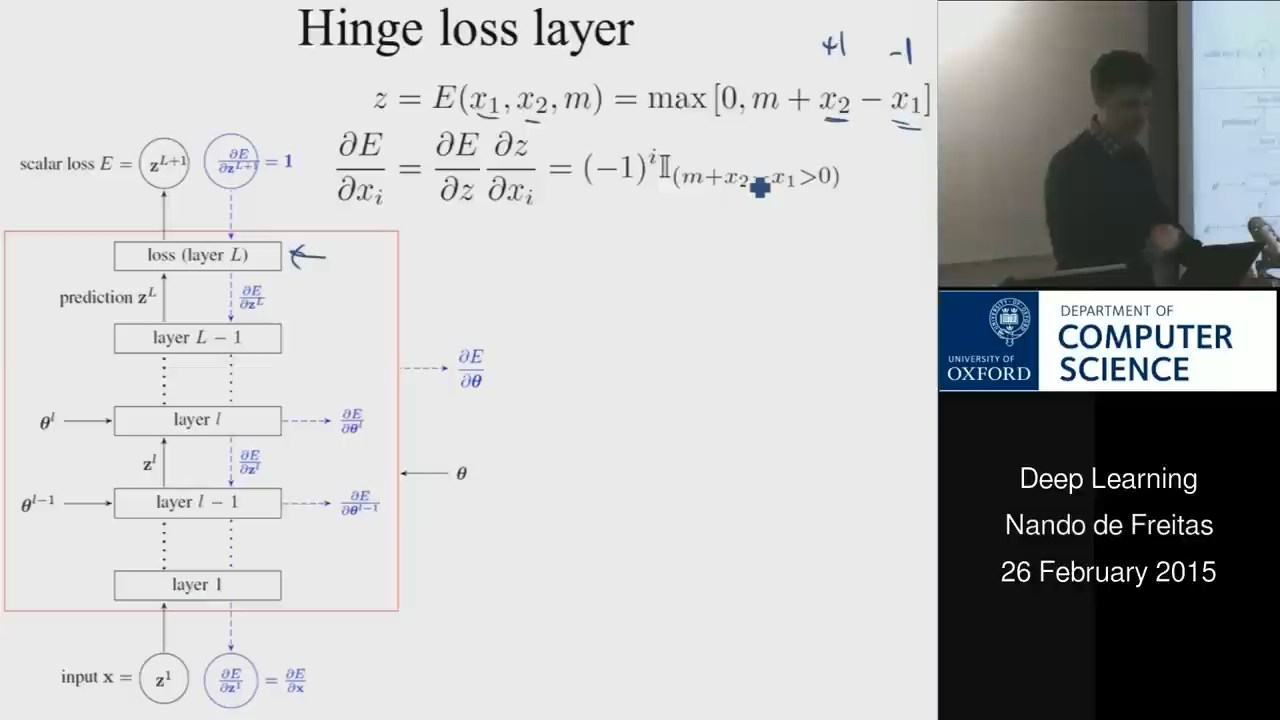 Hinge loss layer
+1 -1
z = E(x₁, x₂, m) = max [0, m + x₂ − x₁]
∂E/∂xᵢ = ∂E/∂z ∂z/∂xᵢ = (−1)ⁱ 𝕀₍m+x₂−x₁>0₎
scalar loss E = z^{L+1} ∂E/∂z^{L+1} = 1
loss (layer L)
prediction z^L ∂E/∂z^L
layer L − 1
∂E/∂θ
θ^l layer l ∂E/∂θ^l
z^l ∂E/∂z^l
θ
θ^{l−1} layer l − 1 ∂E/∂θ^{l−1}
layer 1
input x = z¹ ∂E/∂z¹ = ∂E/∂x
UNIVERSITY OF
OXFORD
DEPARTMENT OF
COMPUTER
SCIENCE
Deep Learning
Nando de Freitas
26 February 2015